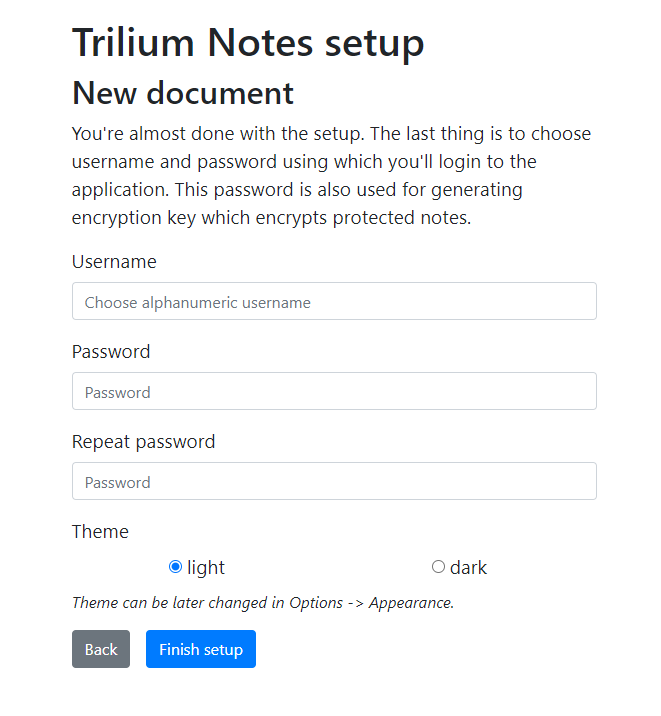 Trilium Notes setup
New document
You're almost done with the setup. The last thing is to choose
username and password using which you'll login to the
application. This password is also used for generating
encryption key which encrypts protected notes.
Username
Choose alphanumeric username
Password
Password
Repeat password
Password
Theme
light dark
Theme can be later changed in Options -> Appearance.
Back Finish setup